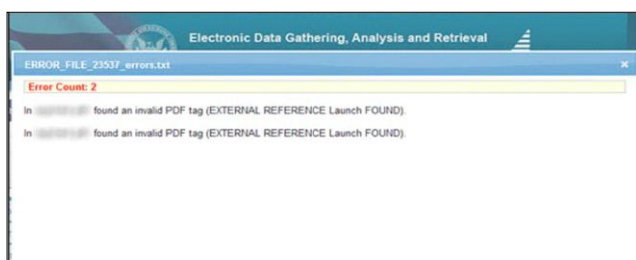 Electronic Data Gathering, Analysis and Retrieval
ERROR_FILE_23537_errors.txt
Error Count: 2
In found an invalid PDF tag (EXTERNAL REFERENCE Launch FOUND).
In found an invalid PDF tag (EXTERNAL REFERENCE Launch FOUND).